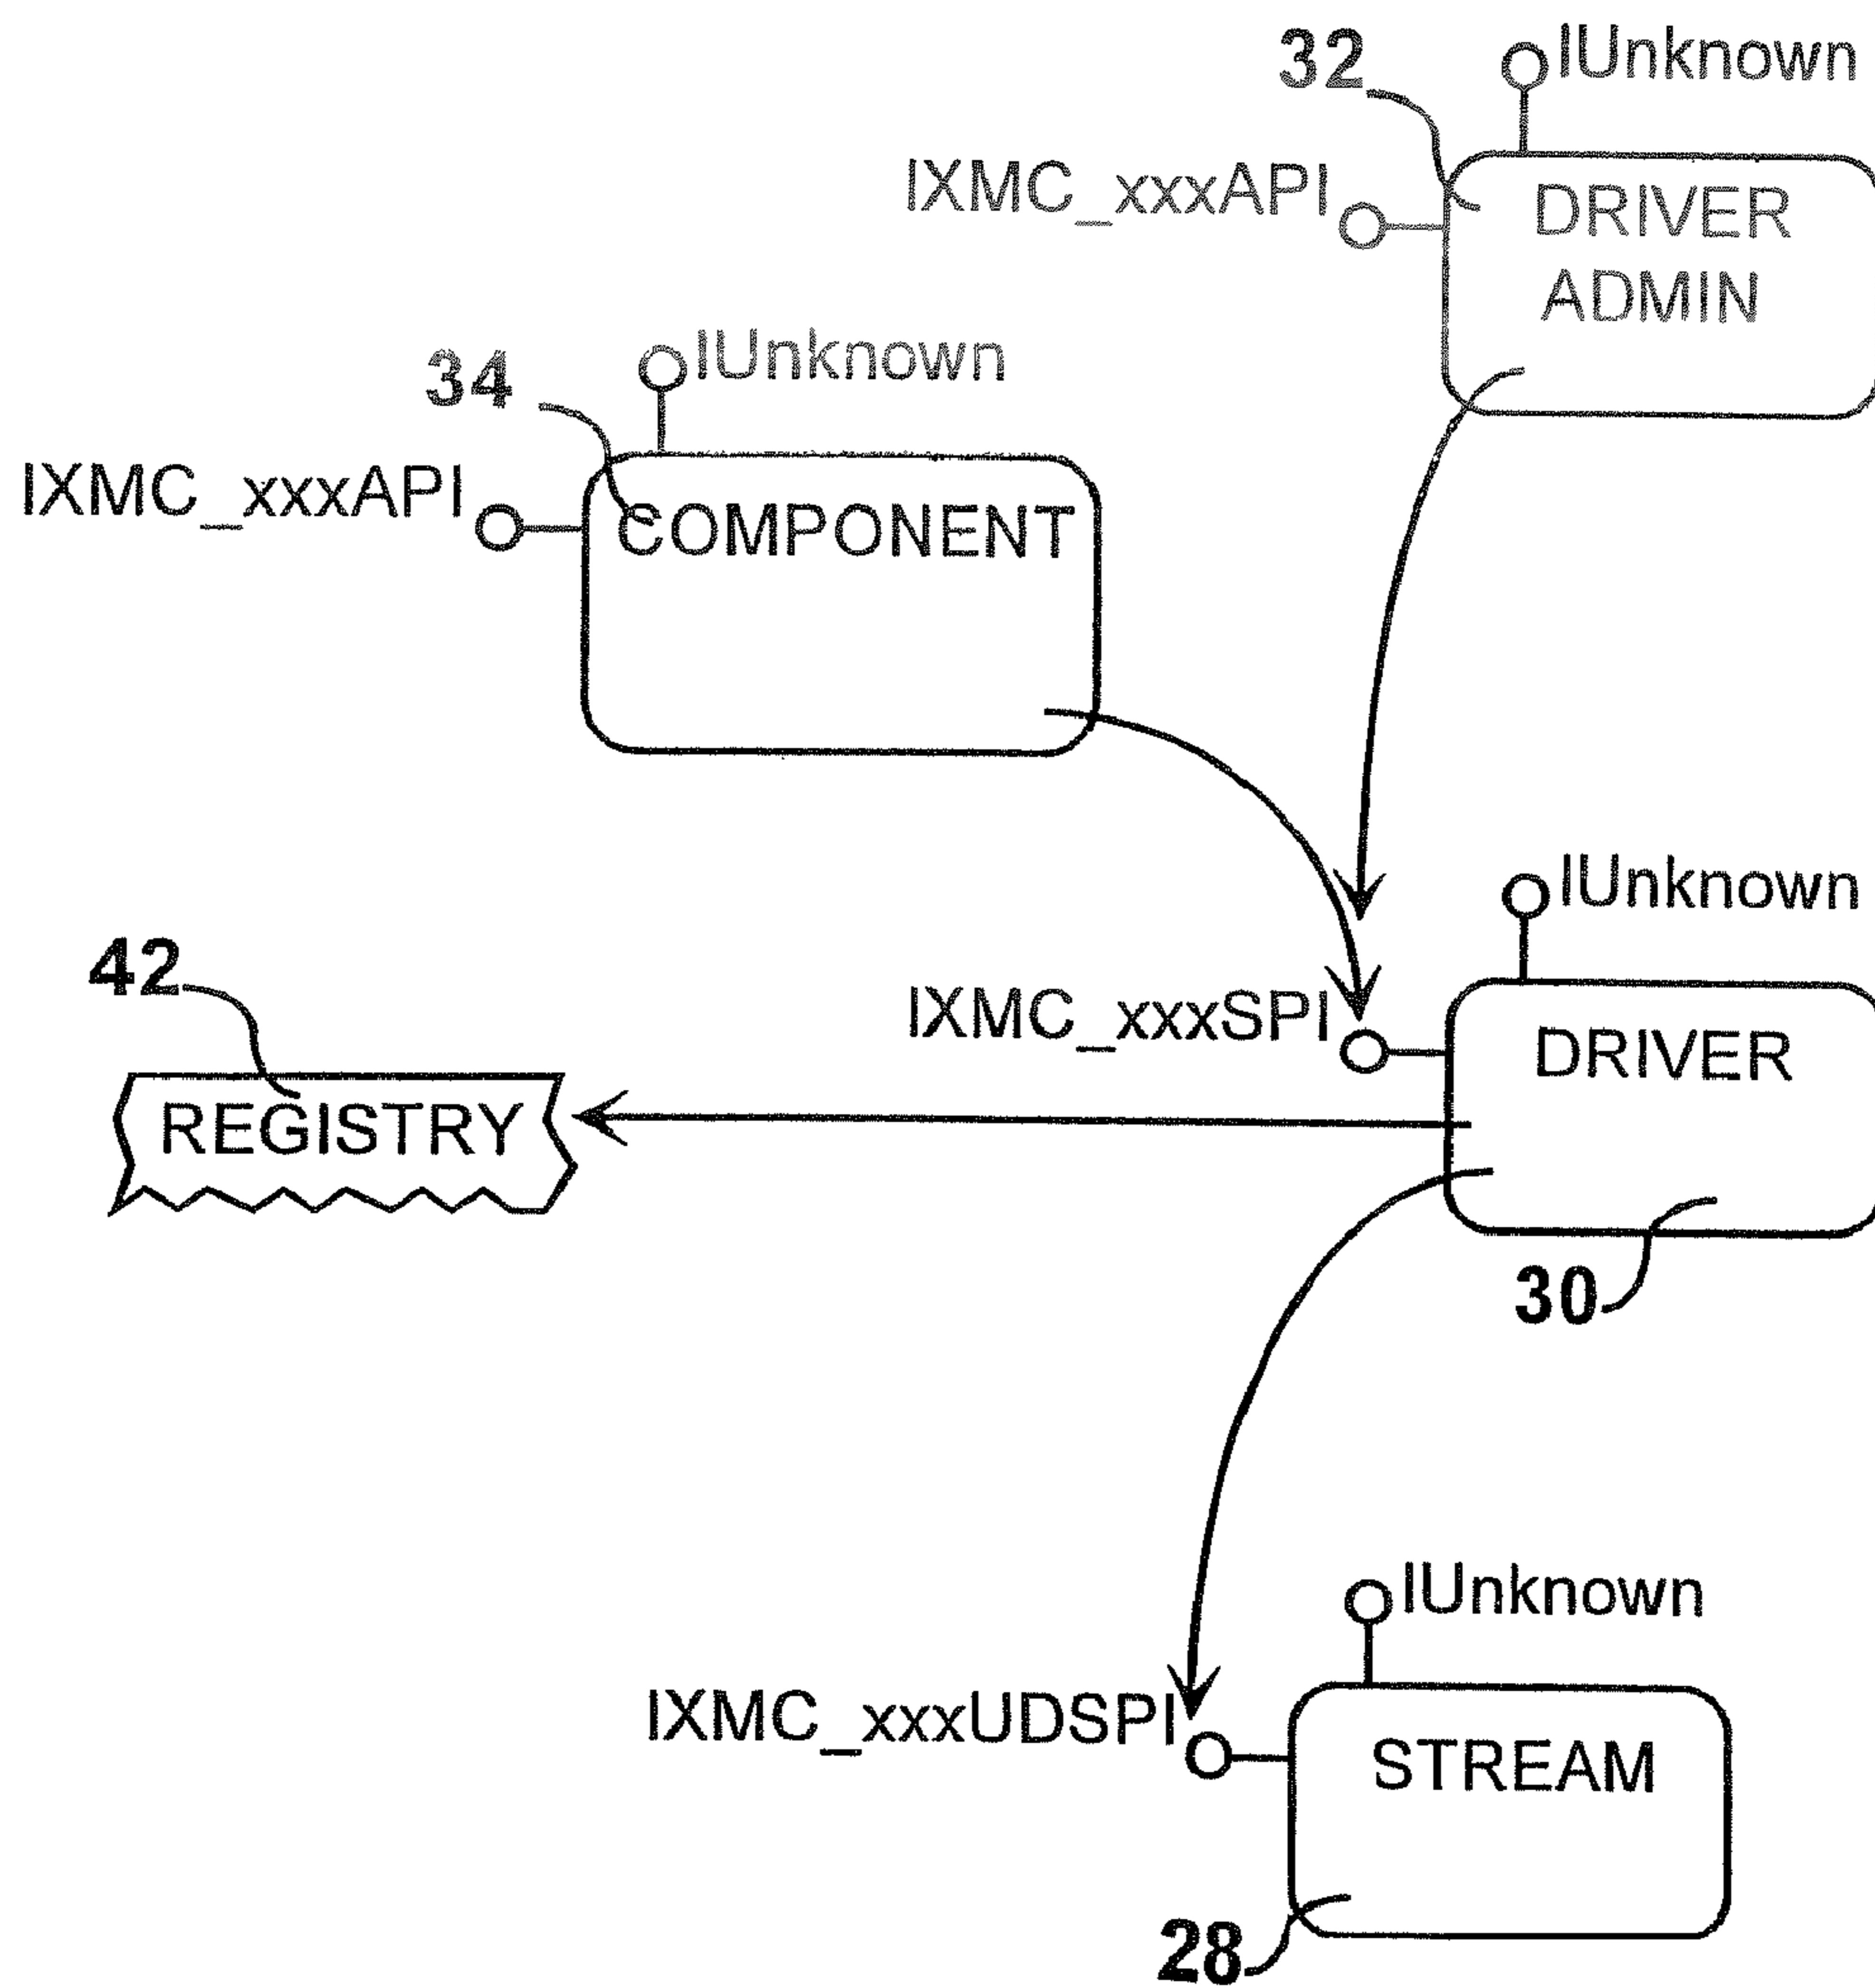 32
IUnknown
IXMC_xxxAPI
DRIVER
ADMIN
34
IUnknown
IXMC_xxxAPI
COMPONENT
42
IUnknown
IXMC_xxxSPI
DRIVER
REGISTRY
30
IUnknown
IXMC_xxxUDSPI
STREAM
28